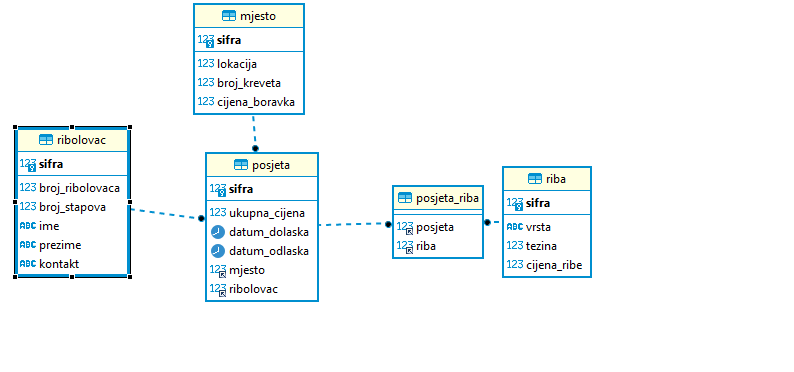 mjesto
123 sifra
123 lokacija
123 broj_kreveta
123 cijena_boravka
ribolovac
123 sifra
123 broj_ribolovaca
123 broj_stapova
ABC ime
ABC prezime
ABC kontakt
posjeta
123 sifra
123 ukupna_cijena
datum_dolaska
datum_odlaska
123 mjesto
123 ribolovac
posjeta_riba
123 posjeta
123 riba
riba
123 sifra
ABC vrsta
123 tezina
123 cijena_ribe